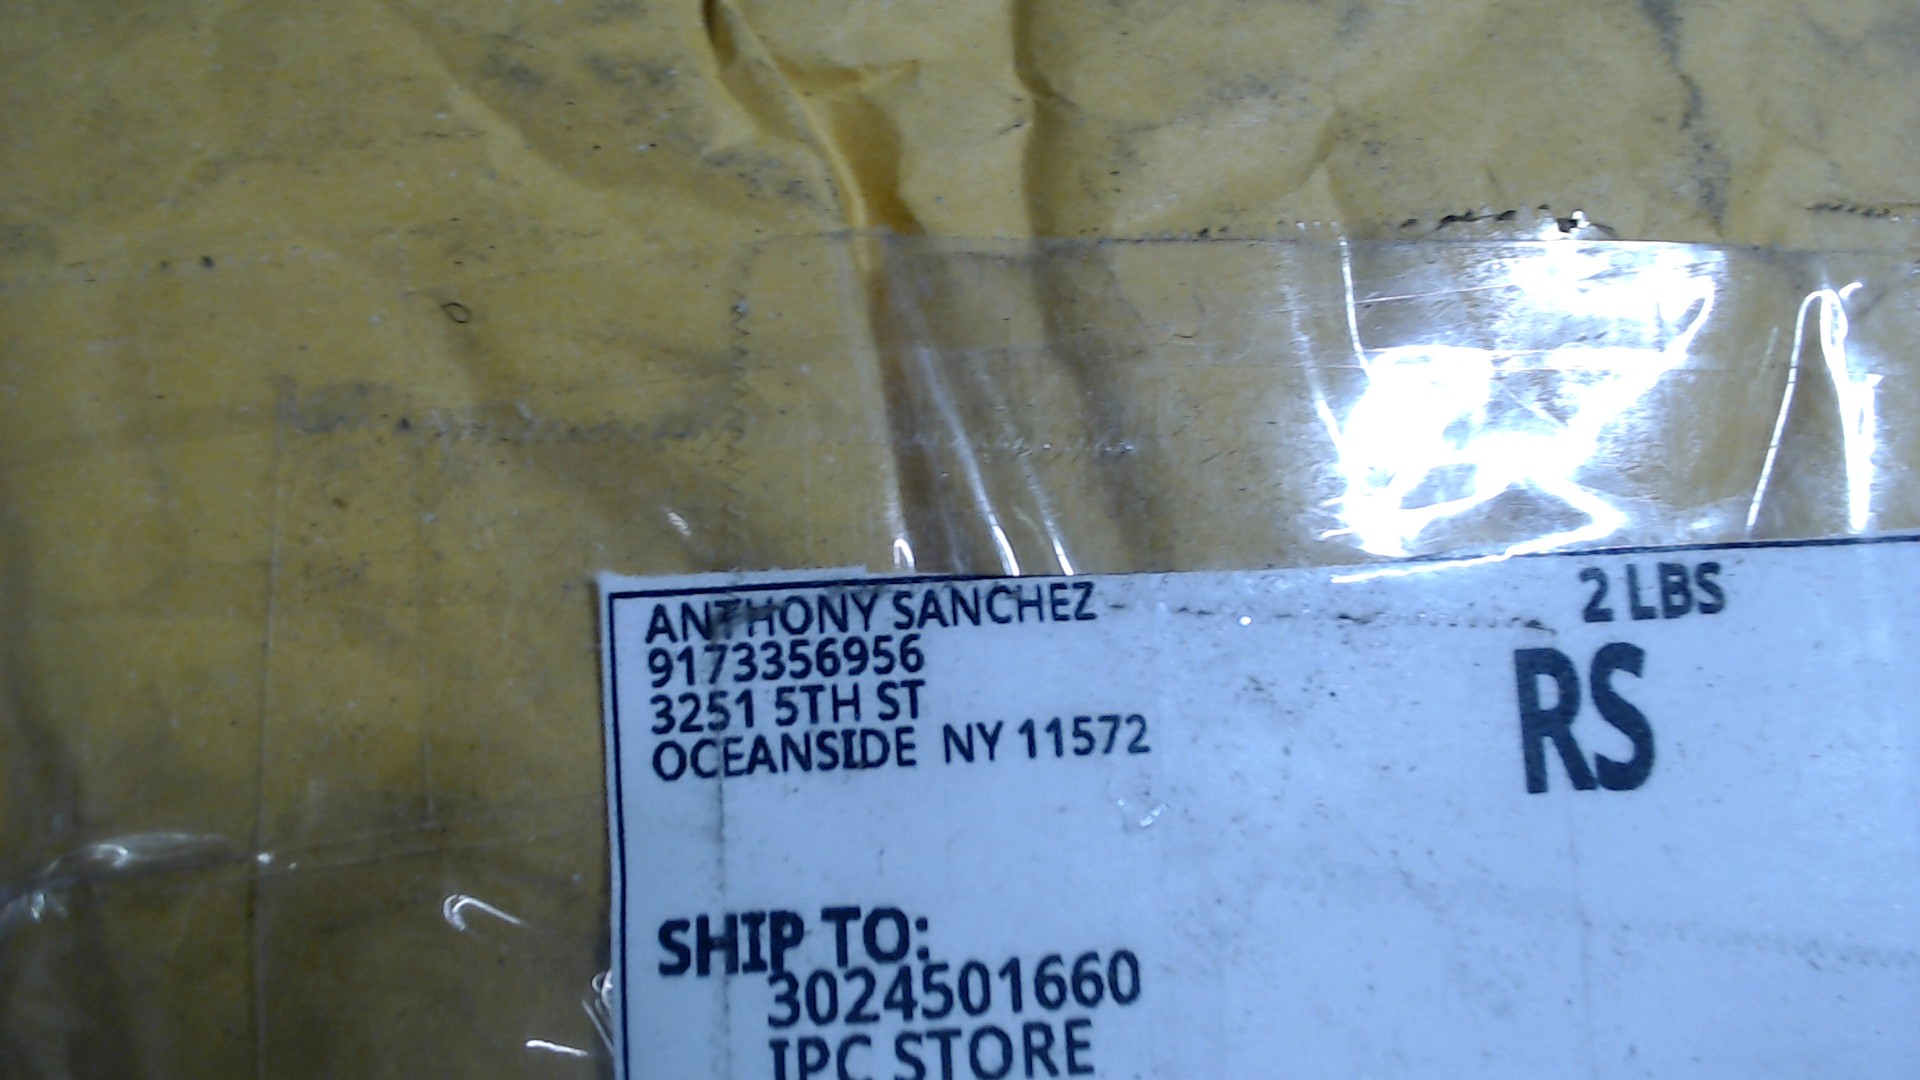 ANTHONY SANCHEZ
9173356956
3251 5TH ST
OCEANSIDE NY 11572
2 LBS
RS
SHIP TO:
3024501660
IPC STORE